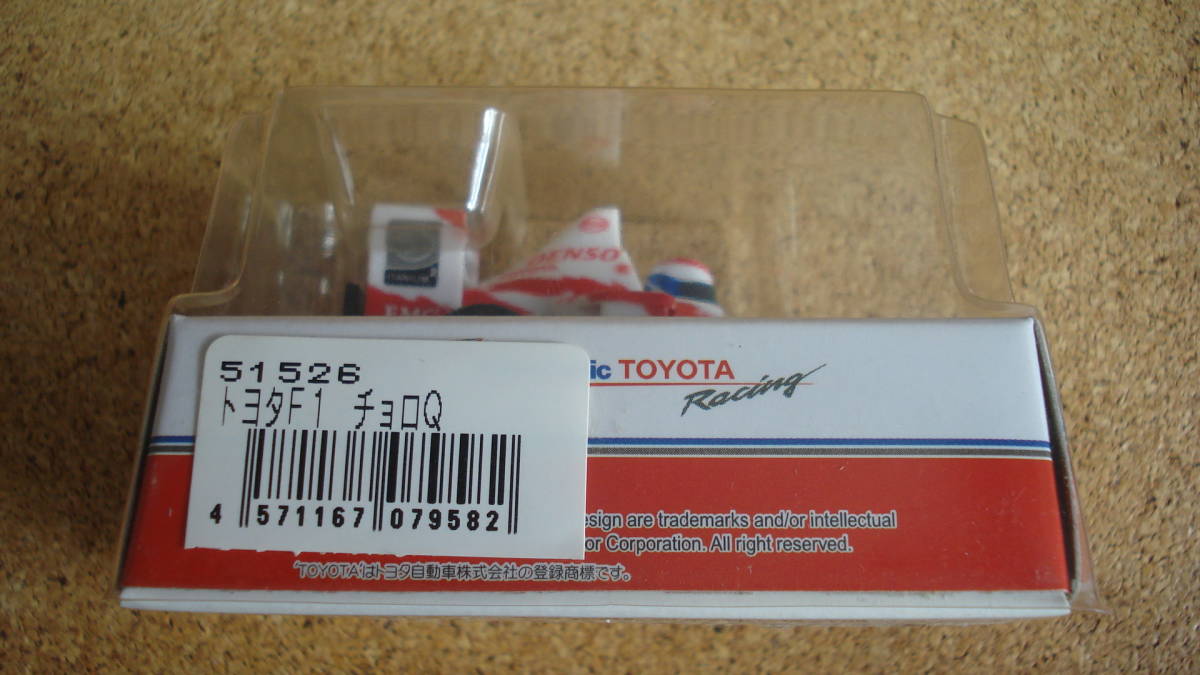 DENSO
51526
トヨタF1 チョロQ
4 571167 079582
TOYOTA
Racing
are trademarks and/or intellectual
Corporation. All right reserved.
'TOYOTA'はトヨタ自動車株式会社の登録商標です。